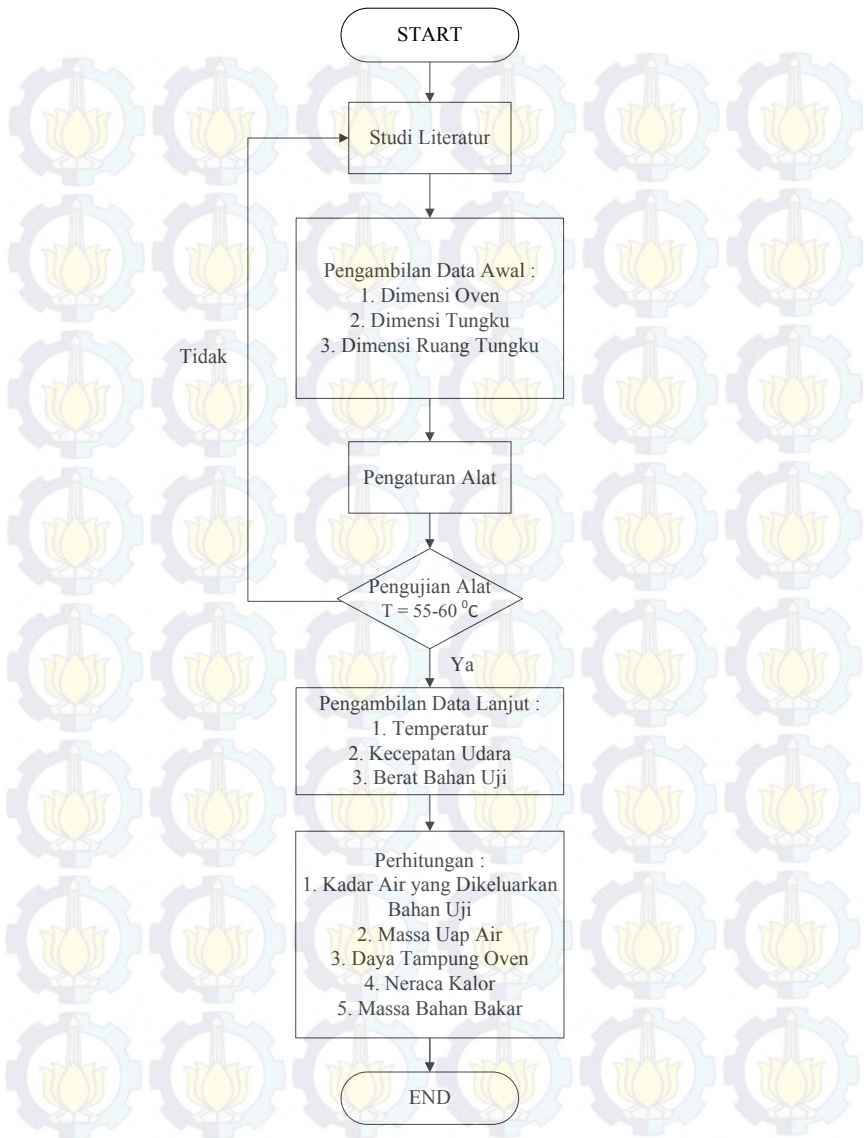 START
Studi Literatur
Pengambilan Data Awal :
1. Dimensi Oven
2. Dimensi Tungku
3. Dimensi Ruang Tungku
Tidak
Pengaturan Alat
Pengujian Alat
T = 55-60 ⁰C
Ya
Pengambilan Data Lanjut :
1. Temperatur
2. Kecepatan Udara
3. Berat Bahan Uji
Perhitungan :
1. Kadar Air yang Dikeluarkan
Bahan Uji
2. Massa Uap Air
3. Daya Tampung Oven
4. Neraca Kalor
5. Massa Bahan Bakar
END